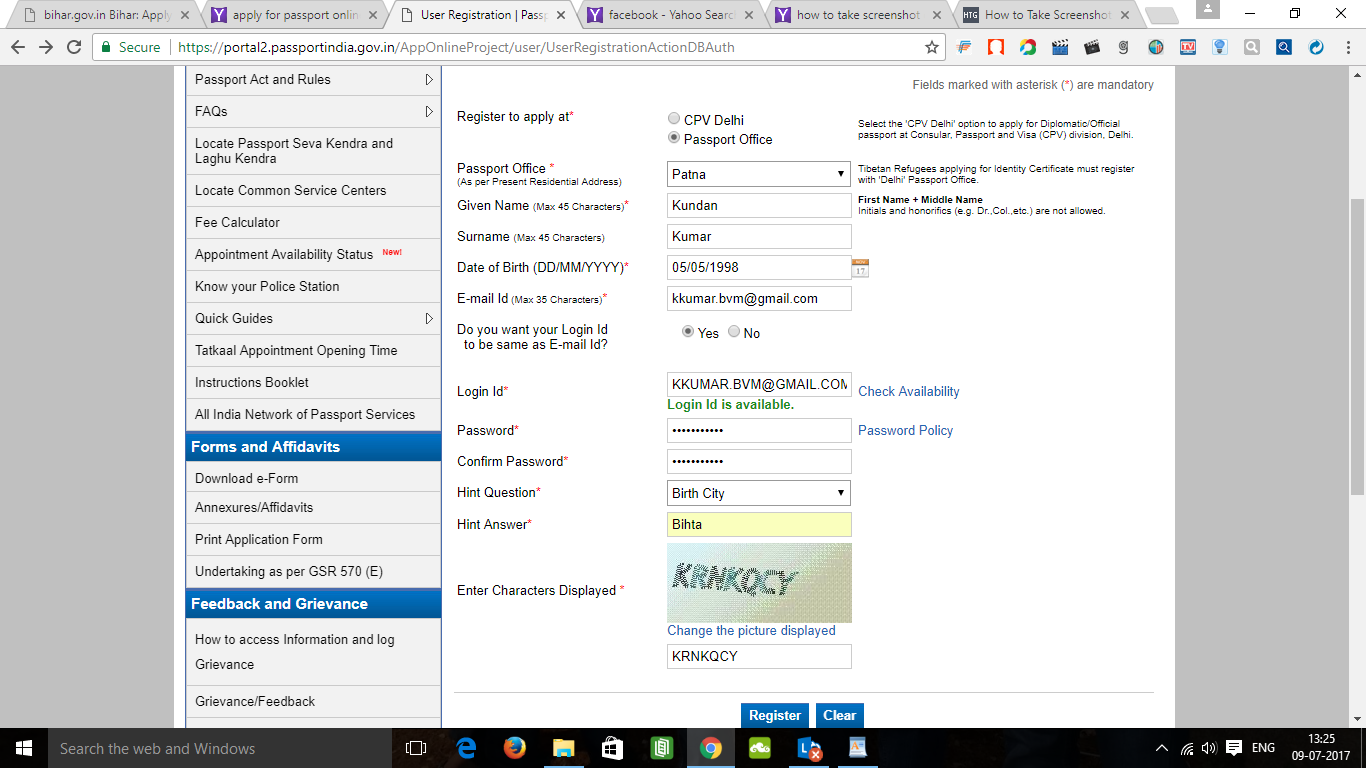 bihar.gov.in Bihar: Apply
apply for passport onlin
User Registration | Pass
facebook - Yahoo Search
how to take screenshot
HTG How to Take Screenshot
Secure https://portal2.passportindia.gov.in/AppOnlineProject/user/UserRegistrationActionDBAuth
Passport Act and Rules
FAQs
Locate Passport Seva Kendra and
Laghu Kendra
Locate Common Service Centers
Fee Calculator
Appointment Availability Status New!
Know your Police Station
Quick Guides
Tatkaal Appointment Opening Time
Instructions Booklet
All India Network of Passport Services
Forms and Affidavits
Download e-Form
Annexures/Affidavits
Print Application Form
Undertaking as per GSR 570 (E)
Feedback and Grievance
How to access Information and log
Grievance
Grievance/Feedback
Fields marked with asterisk (*) are mandatory
Register to apply at*
CPV Delhi
Passport Office
Select the 'CPV Delhi' option to apply for Diplomatic/Official
passport at Consular, Passport and Visa (CPV) division, Delhi.
Passport Office *
(As per Present Residential Address)
Patna
Tibetan Refugees applying for Identity Certificate must register
with 'Delhi' Passport Office.
Given Name (Max 45 Characters)*
Kundan
First Name + Middle Name
Initials and honorifics (e.g. Dr.,Col.,etc.) are not allowed.
Surname (Max 45 Characters)
Kumar
Date of Birth (DD/MM/YYYY)*
05/05/1998
17
E-mail Id (Max 35 Characters)*
kkumar.bvm@gmail.com
Do you want your Login Id
to be same as E-mail Id?
Yes No
Login Id*
KKUMAR.BVM@GMAIL.COM
Check Availability
Login Id is available.
Password*
•••••••••••
Password Policy
Confirm Password*
•••••••••••
Hint Question*
Birth City
Hint Answer*
Bihta
KRNKQCY
Enter Characters Displayed *
Change the picture displayed
KRNKQCY
Register Clear
Search the web and Windows
ENG
13:25
09-07-2017